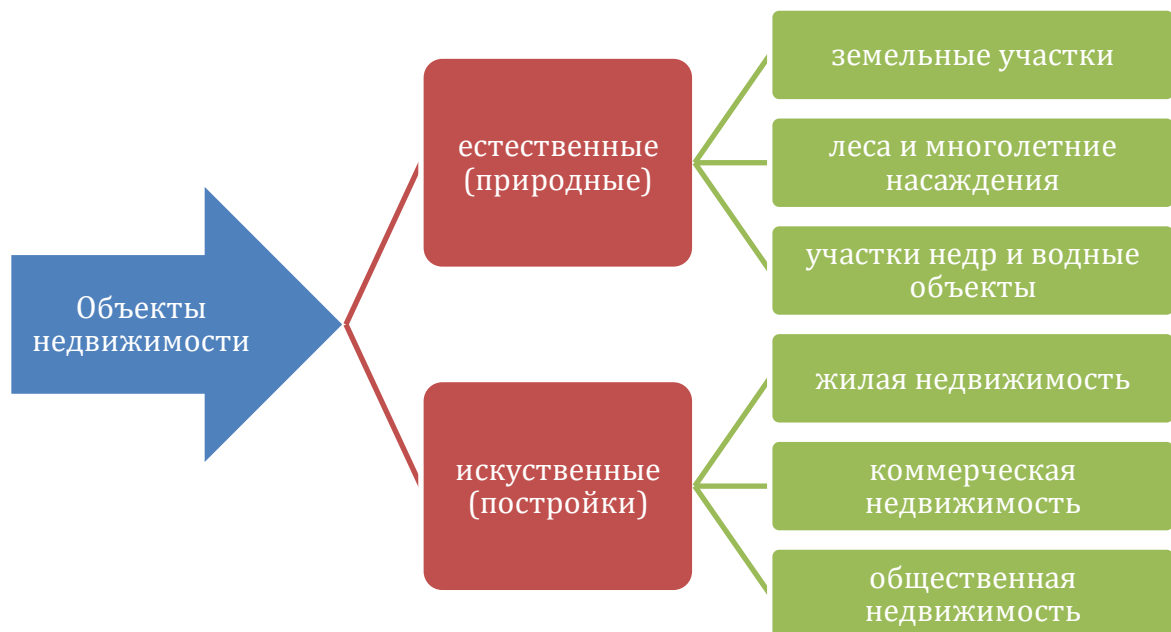 Объекты
недвижимости
естественные
(природные)
земельные участки
леса и многолетние
насаждения
участки недр и водные
объекты
искуственные
(постройки)
жилая недвижимость
коммерческая
недвижимость
общественная
недвижимость